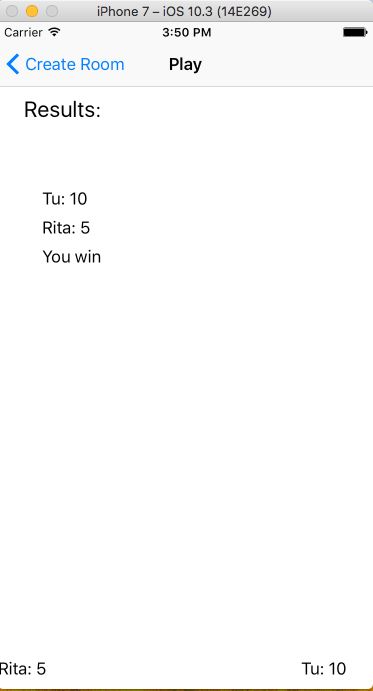 iPhone 7 – iOS 10.3 (14E269)
Carrier 3:50 PM
Create Room Play
Results:
Tu: 10
Rita: 5
You win
Rita: 5 Tu: 10